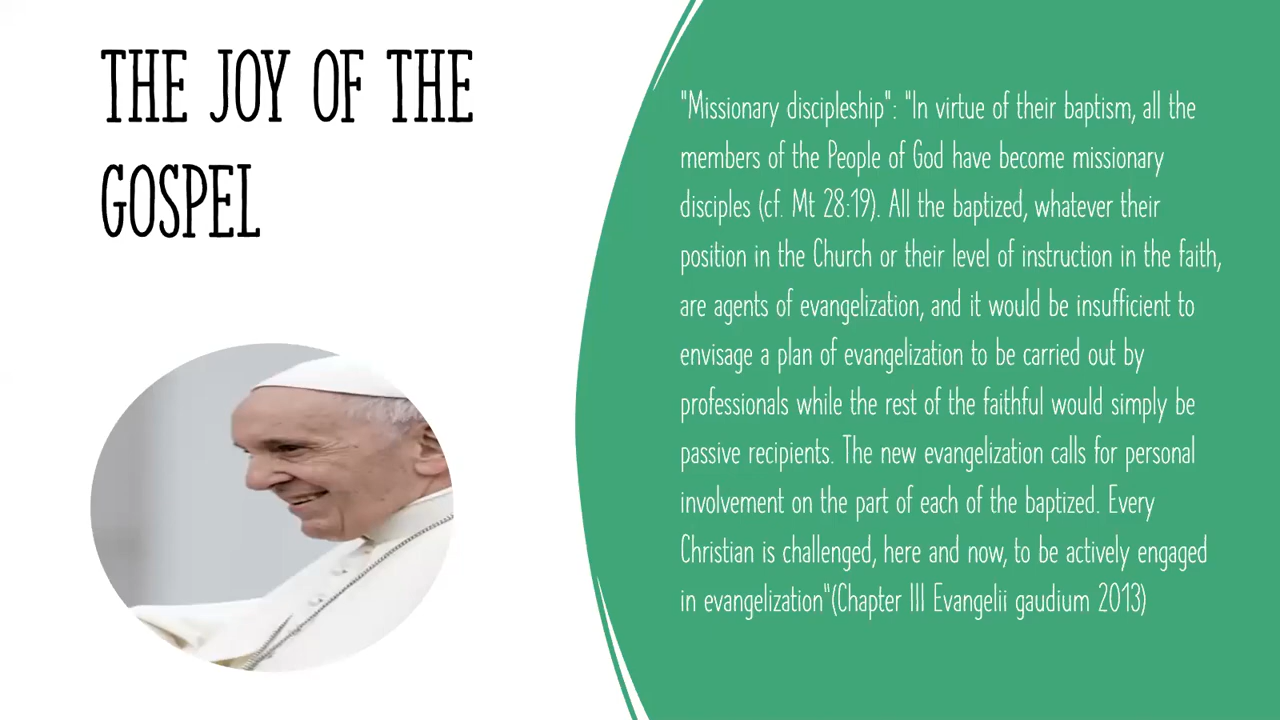 THE JOY OF THE
GOSPEL
"Missionary discipleship": "In virtue of their baptism, all the
members of the People of God have become missionary
disciples (cf. Mt 28:19). All the baptized, whatever their
position in the Church or their level of instruction in the faith,
are agents of evangelization, and it would be insufficient to
envisage a plan of evangelization to be carried out by
professionals while the rest of the faithful would simply be
passive recipients. The new evangelization calls for personal
involvement on the part of each of the baptized. Every
Christian is challenged, here and now, to be actively engaged
in evangelization"(Chapter III Evangelii gaudium 2013)